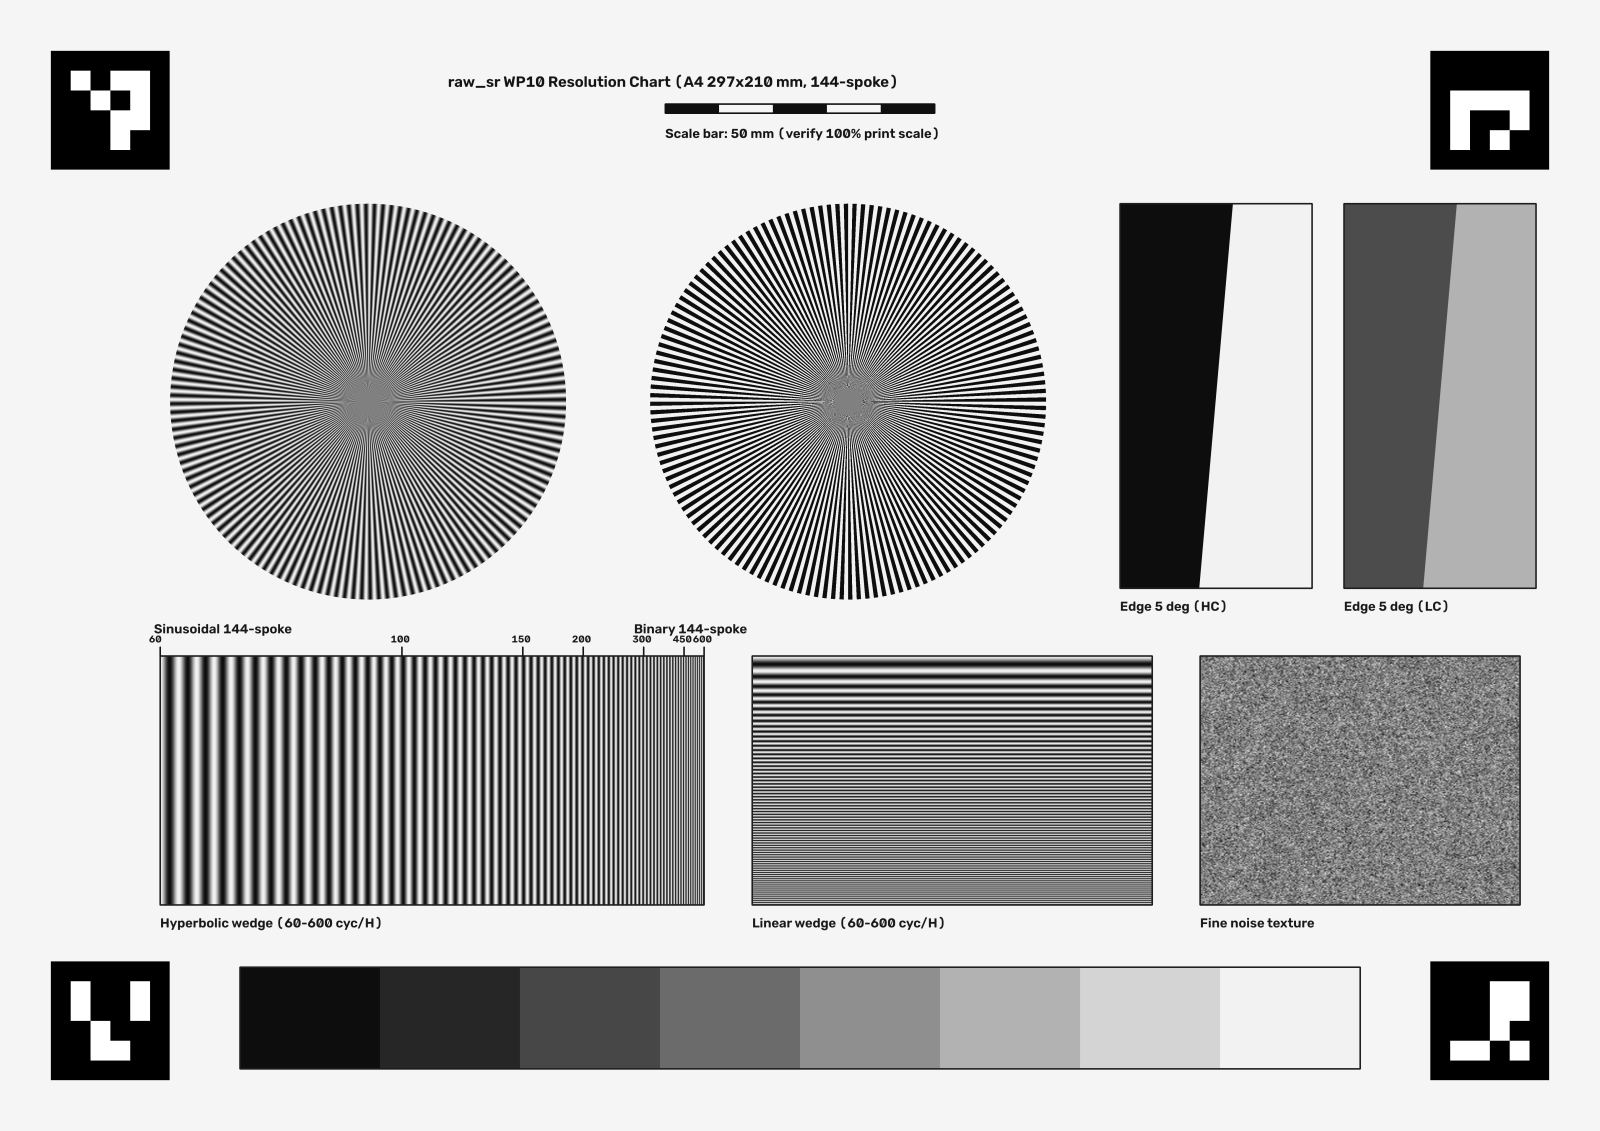 raw_sr WP10 Resolution Chart (A4 297x210 mm, 144-spoke)
Scale bar: 50 mm (verify 100% print scale)
Edge 5 deg (HC)
Edge 5 deg (LC)
Sinusoidal 144-spoke
Binary 144-spoke
60 100 150 200 300 450 600
Hyperbolic wedge (60-600 cyc/H)
Linear wedge (60-600 cyc/H)
Fine noise texture